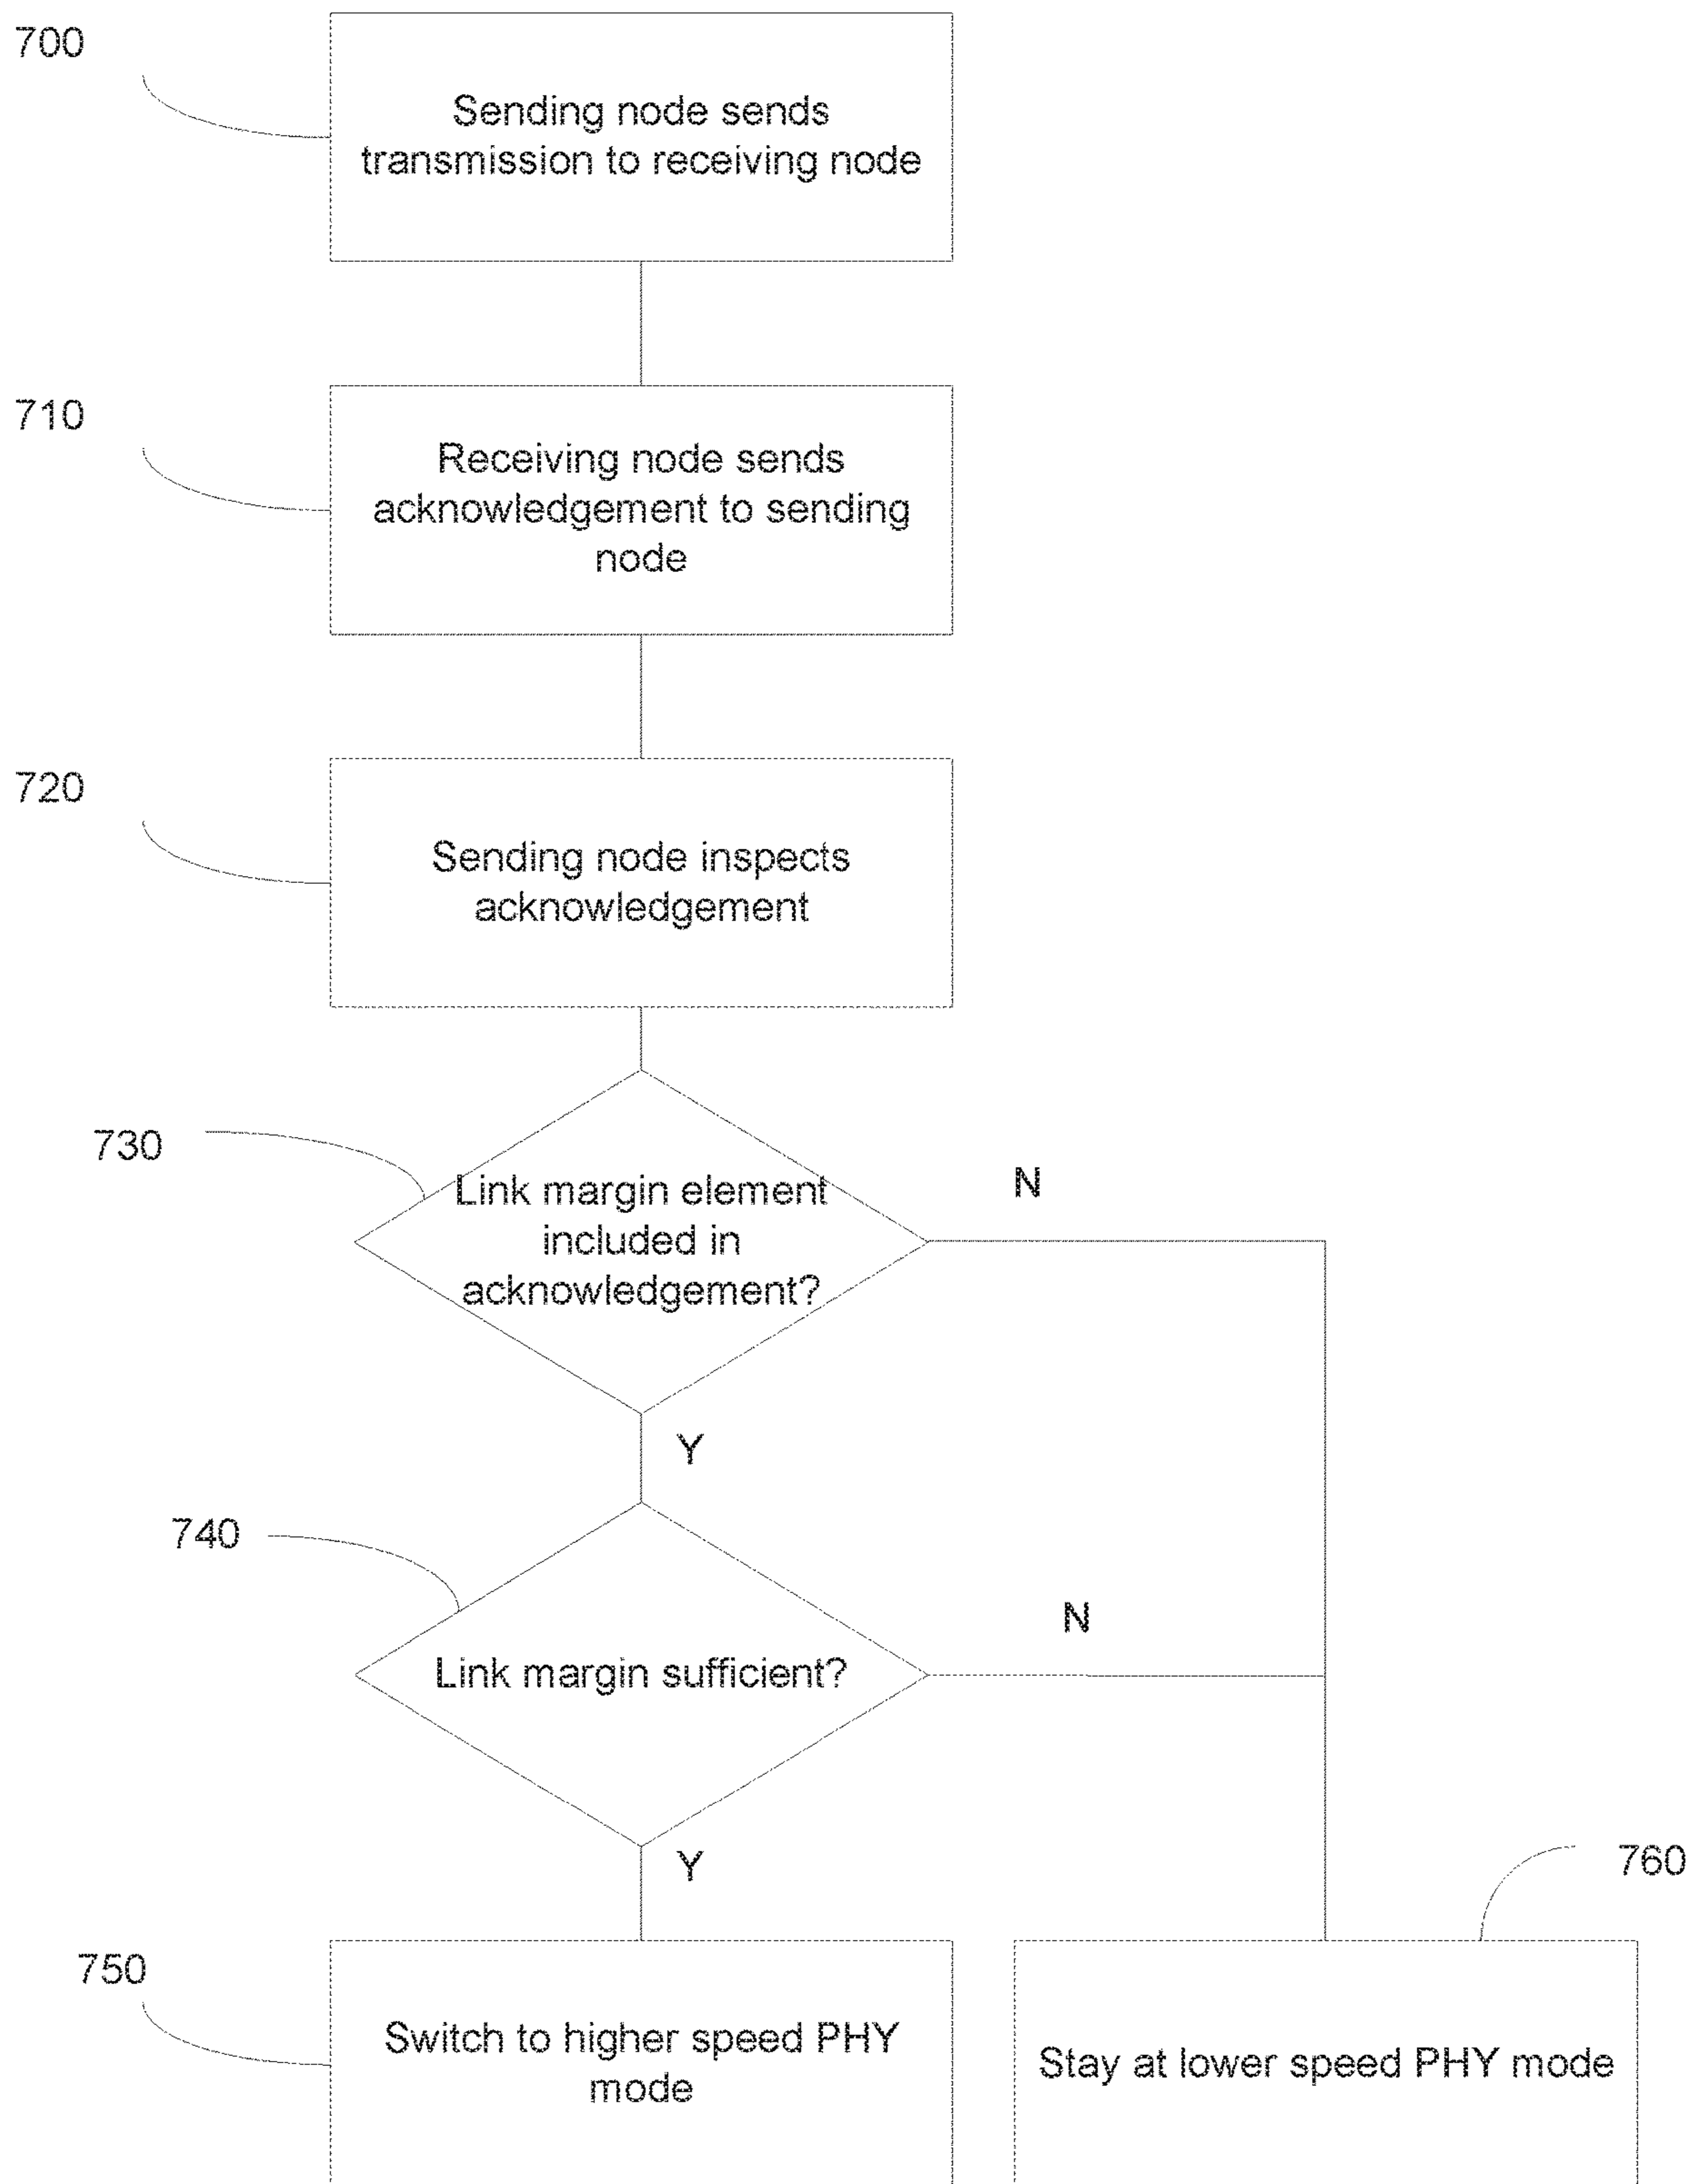 700
Sending node sends
transmission to receiving node
710
Receiving node sends
acknowledgement to sending
node
720
Sending node inspects
acknowledgement
730
Link margin element
included in
acknowledgement?
N
Y
740
Link margin sufficient?
N
Y
760
750
Switch to higher speed PHY
mode
Stay at lower speed PHY mode